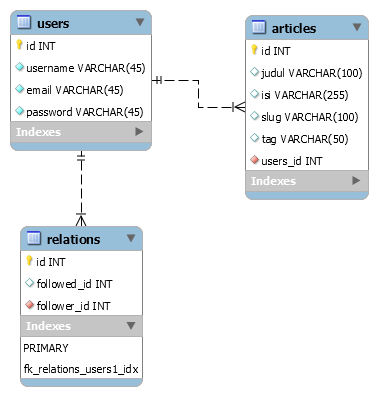 users
id INT
username VARCHAR(45)
email VARCHAR(45)
password VARCHAR(45)
Indexes
articles
id INT
judul VARCHAR(100)
isi VARCHAR(255)
slug VARCHAR(100)
tag VARCHAR(50)
users_id INT
Indexes
relations
id INT
followed_id INT
follower_id INT
Indexes
PRIMARY
fk_relations_users1_idx